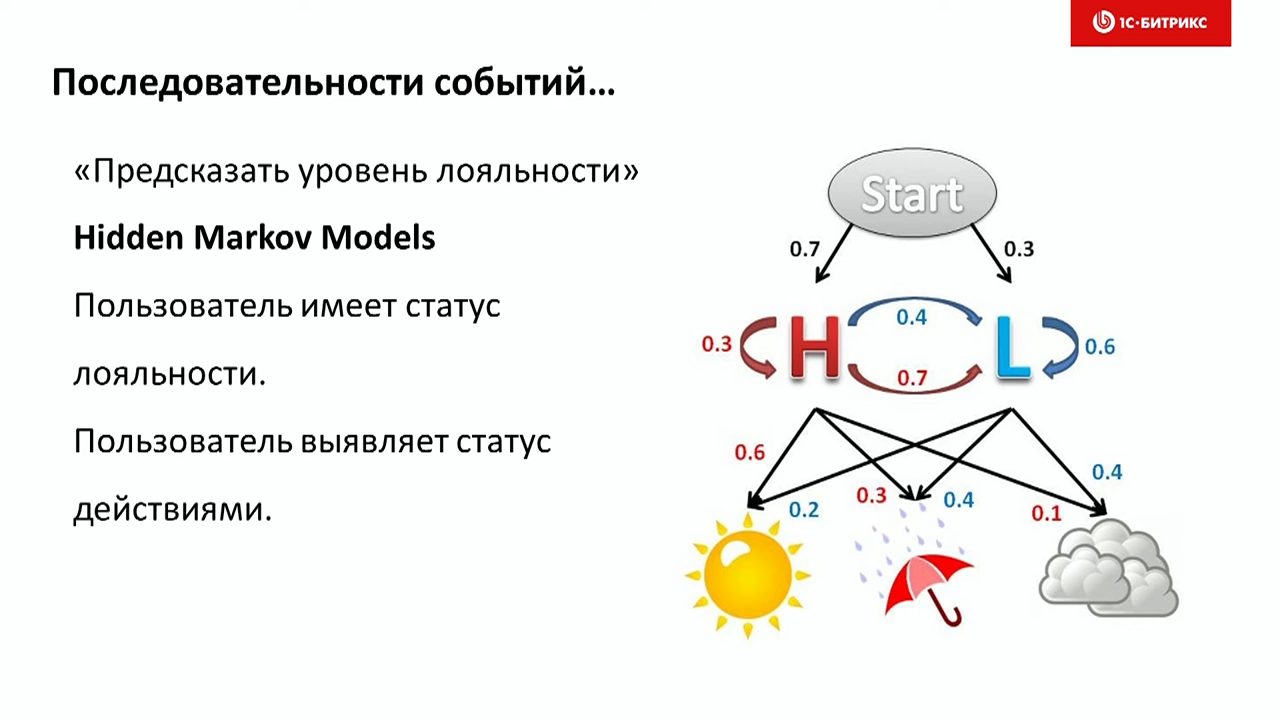 1С-БИТРИКС
Последовательности событий...
«Предсказать уровень лояльности»
Hidden Markov Models
Пользователь имеет статус
лояльности.
Пользователь выявляет статус
действиями.
Start
0.7
0.3
0.4
0.3
H
L
0.6
0.7
0.6
0.4
0.2
0.3
0.4
0.1